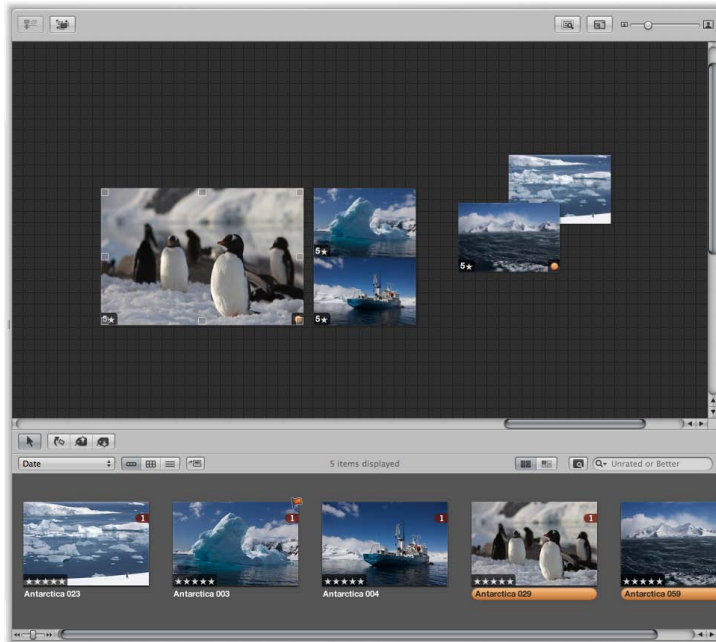 5★
5★
5★
5★
Date
5 items displayed
Unrated or Better
1
1
1
1
★★★★★
★★★★★
★★★★★
★★★★★
★★★★★
Antarctica 023
Antarctica 003
Antarctica 004
Antarctica 029
Antarctica 059